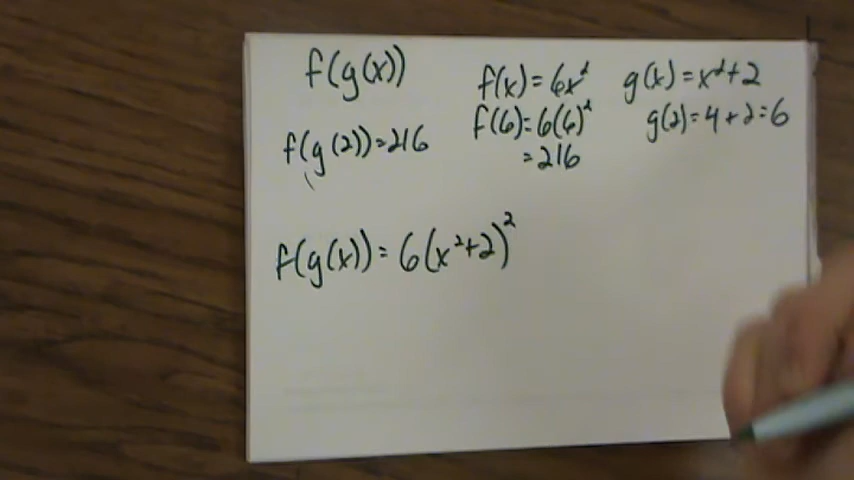 f(g(x))
f(x) = 6x²
g(x) = x²+2
f(g(2))=216
f(6)=6(6)²
=216
g(2)=4+2=6
f(g(x))= 6(x²+2)²